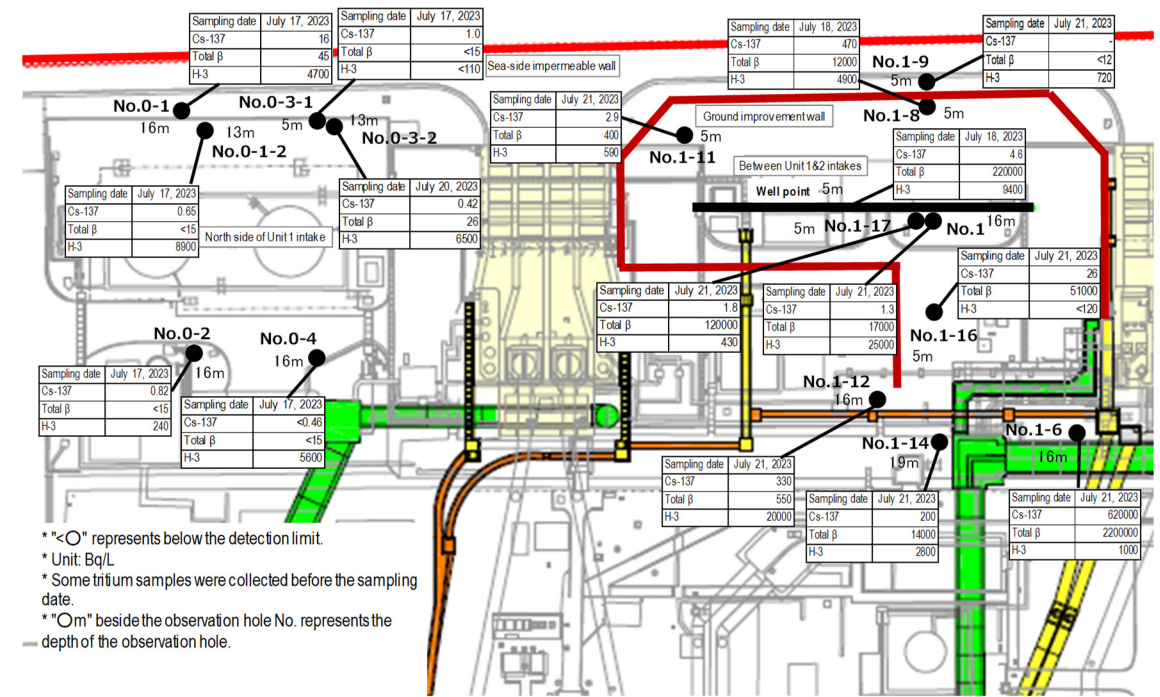 Sampling date July 17, 2023
Cs-137 16
Total β 45
H-3 4700
Sampling date July 17, 2023
Cs-137 1.0
Total β <15
H-3 <110
Sea-side impermeable wall
Sampling date July 18, 2023
Cs-137 470
Total β 12000
H-3 4900
Sampling date July 21, 2023
Cs-137 -
Total β <12
H-3 720
No.0-1
16m
13m
No.0-1-2
No.0-3-1
5m
13m
No.0-3-2
Sampling date July 21, 2023
Cs-137 2.9
Total β 400
H-3 590
5m
No.1-11
Ground improvement wall
No.1-9
5m
No.1-8
5m
Sampling date July 18, 2023
Cs-137 4.6
Total β 220000
H-3 9400
Between Unit 1&2 intakes
Well point 5m
5m
No.1-17
No.1
16m
Sampling date July 17, 2023
Cs-137 0.65
Total β <15
H-3 8900
North side of Unit 1 intake
Sampling date July 20, 2023
Cs-137 0.42
Total β 26
H-3 6500
Sampling date July 21, 2023
Cs-137 26
Total β 51000
H-3 <120
Sampling date July 21, 2023
Cs-137 1.8
Total β 120000
H-3 430
Sampling date July 21, 2023
Cs-137 1.3
Total β 17000
H-3 25000
No.1-16
5m
No.0-2
16m
No.0-4
16m
Sampling date July 17, 2023
Cs-137 0.82
Total β <15
H-3 240
Sampling date July 17, 2023
Cs-137 <0.46
Total β <15
H-3 5600
No.1-12
16m
No.1-14
19m
No.1-6
16m
Sampling date July 21, 2023
Cs-137 330
Total β 550
H-3 20000
Sampling date July 21, 2023
Cs-137 200
Total β 14000
H-3 2800
Sampling date July 21, 2023
Cs-137 620000
Total β 2200000
H-3 1000
* "<○" represents below the detection limit.
* Unit: Bq/L
* Some tritium samples were collected before the sampling
date.
* "○m" beside the observation hole No. represents the
depth of the observation hole.